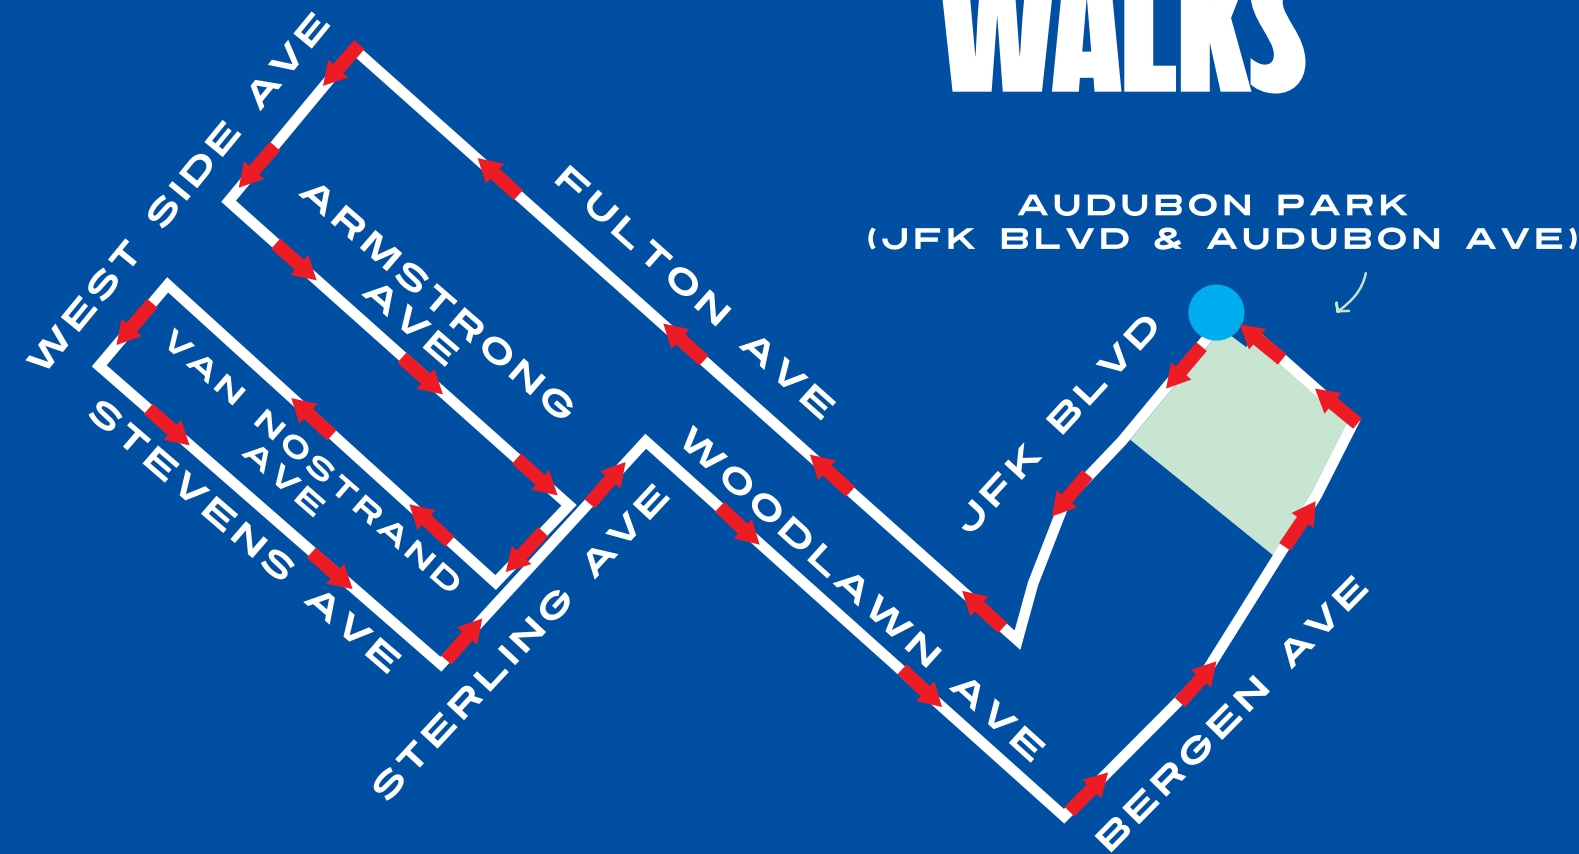 WALKS
AUDUBON PARK
(JFK BLVD & AUDUBON AVE)
WEST SIDE AVE
FULTON AVE
ARMSTRONG
AVE
JFK BLVD
VAN NOSTRAND
AVE
STEVENS AVE
WOODLAWN AVE
STERLING AVE
BERGEN AVE